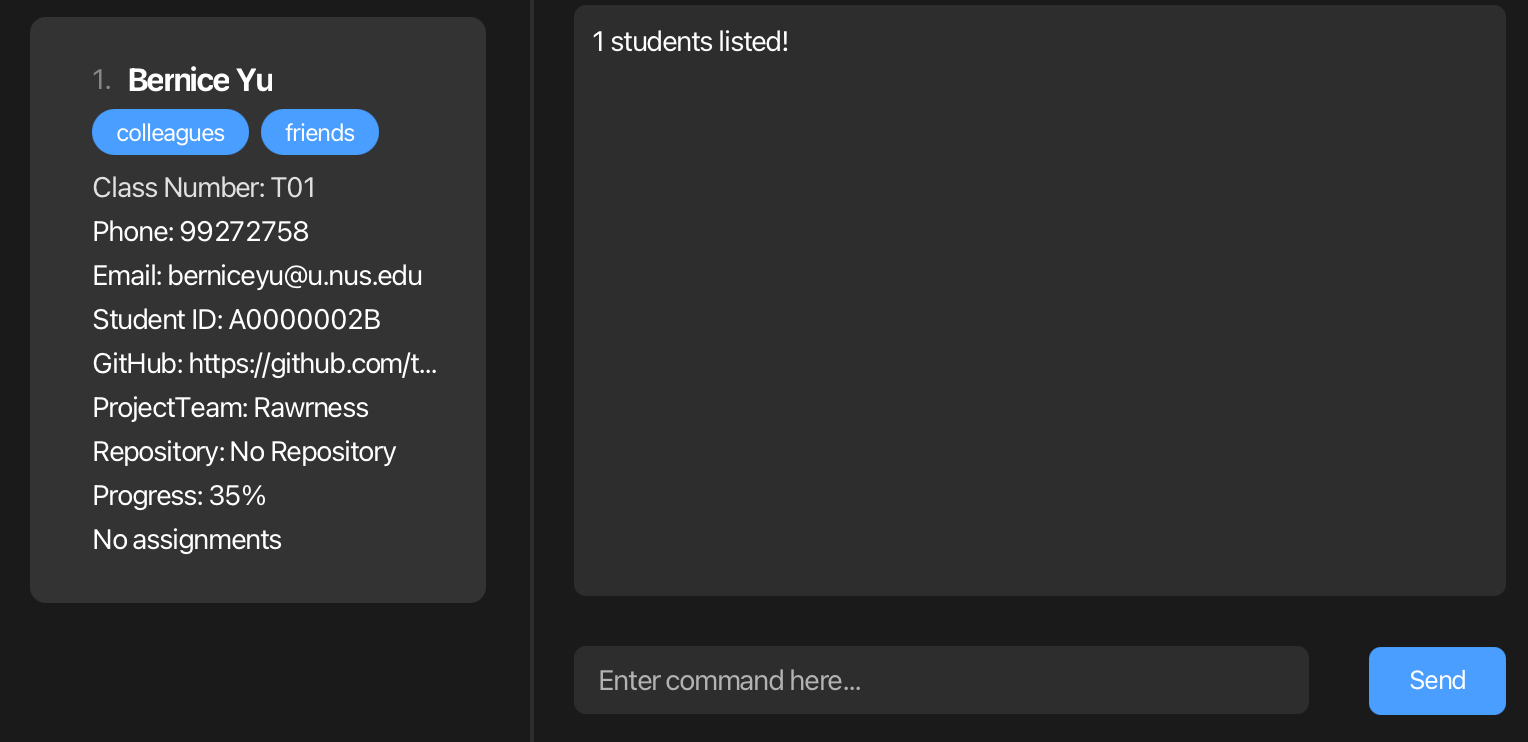 1. Bernice Yu
colleagues friends
Class Number: T01
Phone: 99272758
Email: berniceyu@u.nus.edu
Student ID: A0000002B
GitHub: https://github.com/t...
ProjectTeam: Rawrness
Repository: No Repository
Progress: 35%
No assignments
1 students listed!
Enter command here...
Send